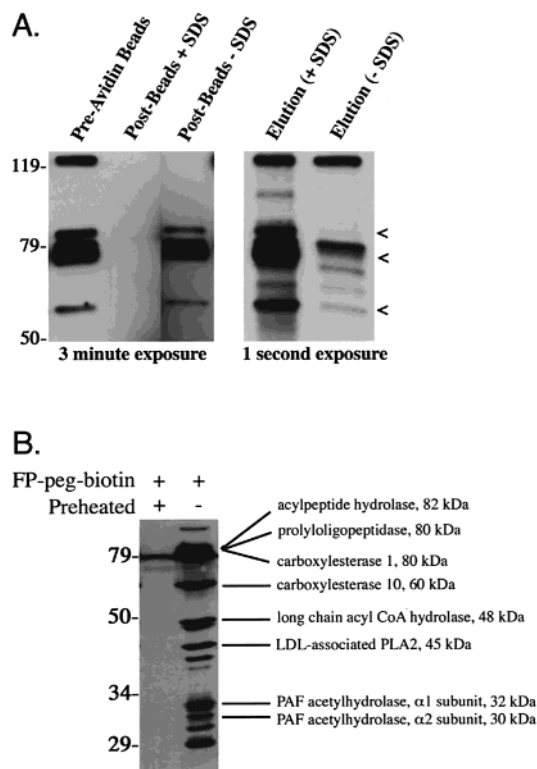 A.
Pre-Avidin Beads
Post-Beads + SDS
Post-Beads - SDS
Elution (+ SDS)
Elution (- SDS)
119-
79-
50-
<
<
<
3 minute exposure
1 second exposure
B.
FP-peg-biotin + +
Preheated + -
79-
50-
34-
29-
acylpeptide hydrolase, 82 kDa
prolyloligopeptidase, 80 kDa
carboxylesterase 1, 80 kDa
carboxylesterase 10, 60 kDa
long chain acyl CoA hydrolase, 48 kDa
LDL-associated PLA2, 45 kDa
PAF acetylhydrolase, α1 subunit, 32 kDa
PAF acetylhydrolase, α2 subunit, 30 kDa